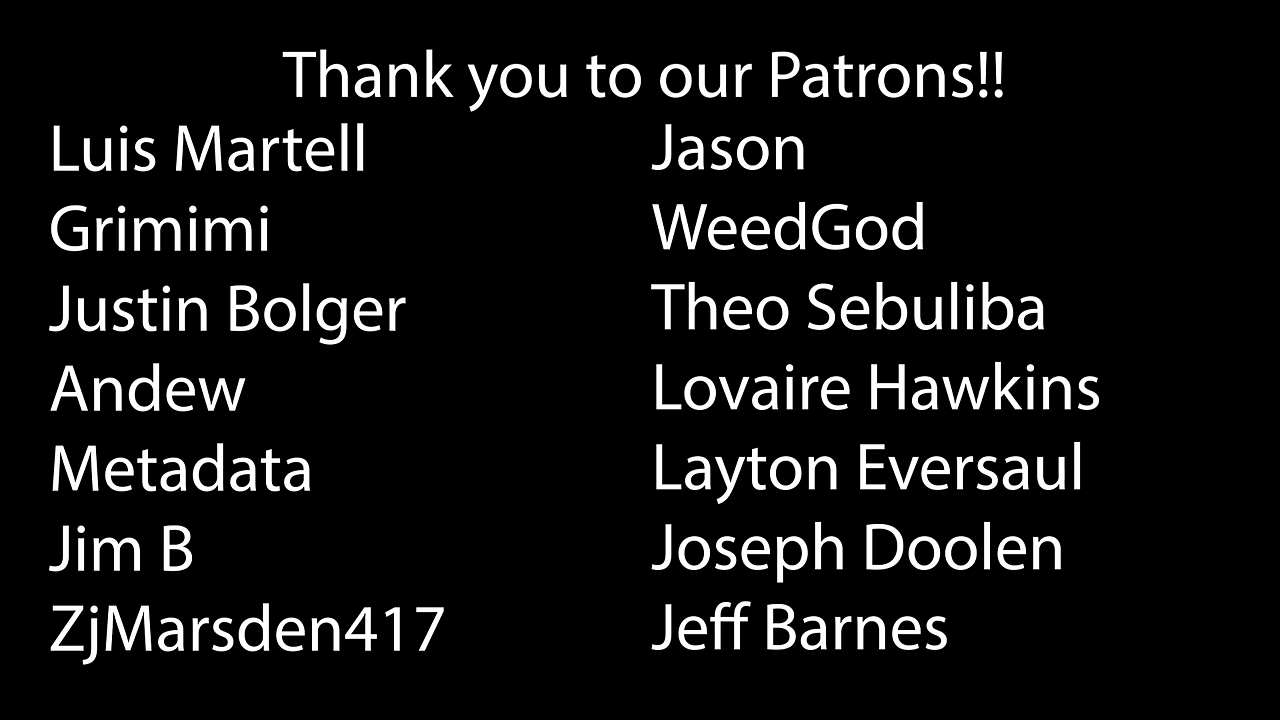 Thank you to our Patrons!!
Luis Martell
Grimimi
Justin Bolger
Andew
Metadata
Jim B
ZjMarsden417
Jason
WeedGod
Theo Sebuliba
Lovaire Hawkins
Layton Eversaul
Joseph Doolen
Jeff Barnes